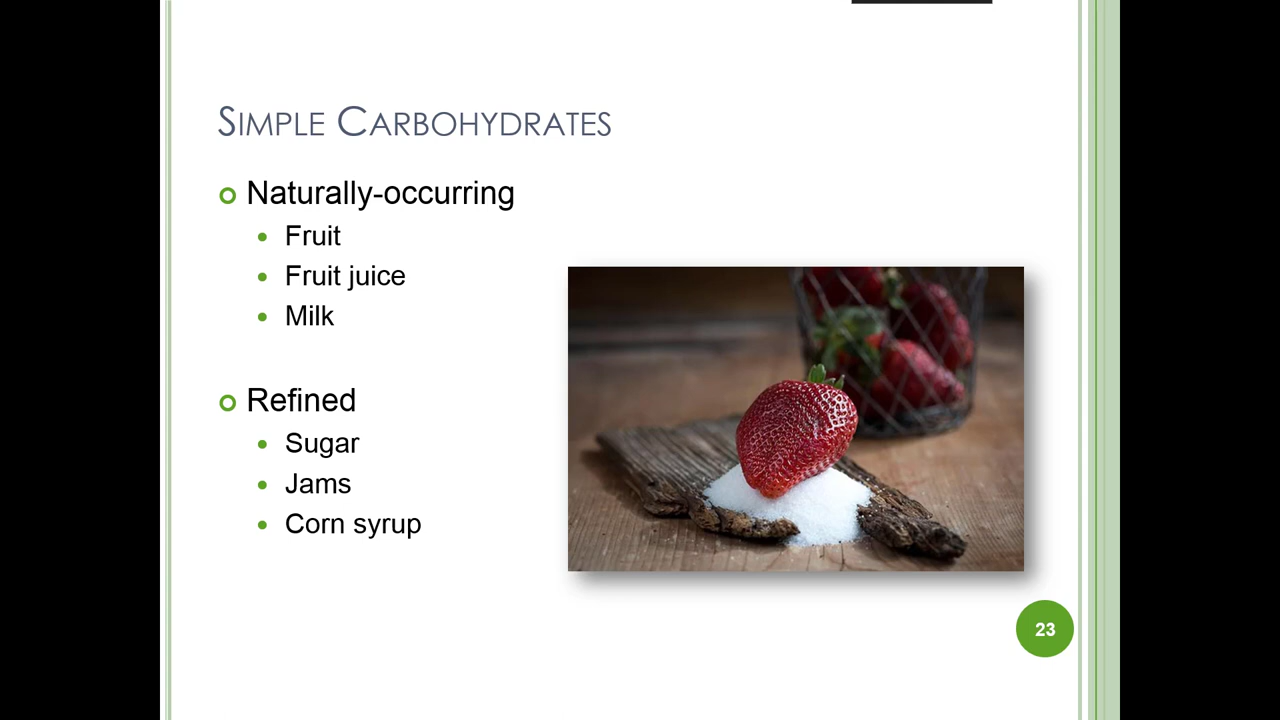 Simple Carbohydrates
Naturally-occurring
Fruit
Fruit juice
Milk
Refined
Sugar
Jams
Corn syrup
23